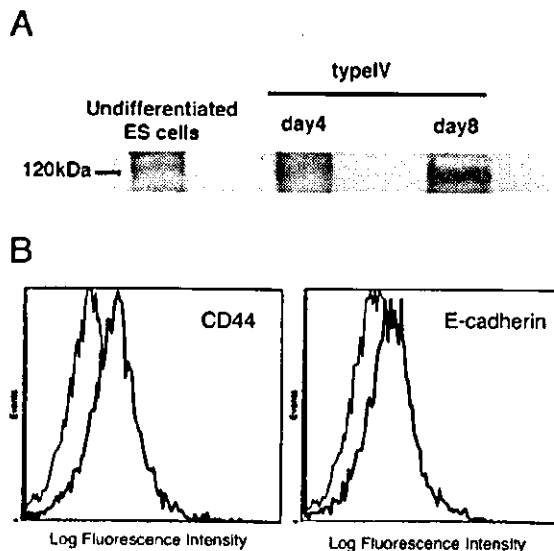 A
typeIV
Undifferentiated
ES cells
day4
day8
120kDa
B
CD44
E-cadherin
Events
Events
Log Fluorescence Intensity
Log Fluorescence Intensity